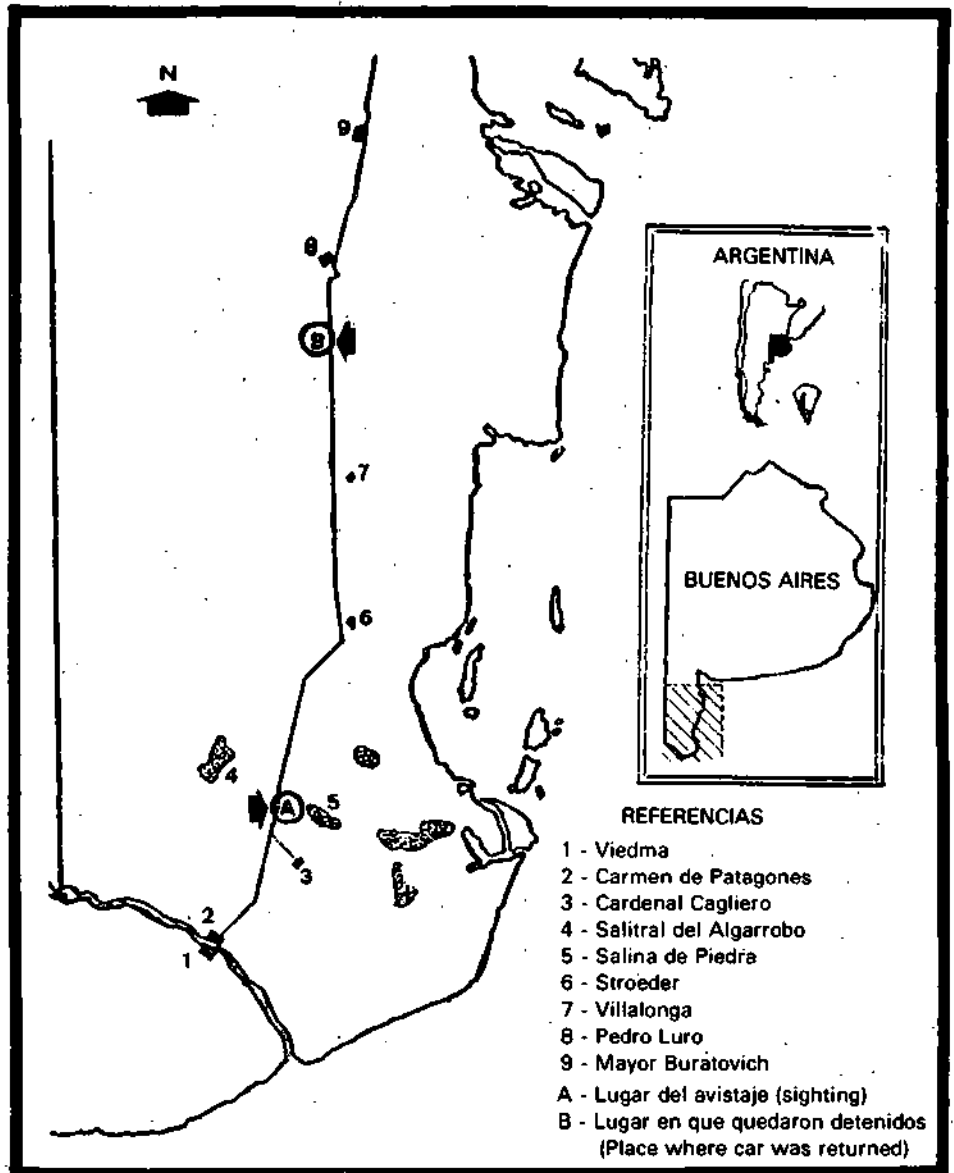 N
9
8
B
7
6
4
A
5
3
2
1
ARGENTINA
BUENOS AIRES
REFERENCIAS
1 - Viedma
2 - Carmen de Patagones
3 - Cardenal Cagliero
4 - Salitral del Algarrobo
5 - Salina de Piedra
6 - Stroeder
7 - Villalonga
8 - Pedro Luro
9 - Mayor Buratovich
A - Lugar del avistaje (sighting)
B - Lugar en que quedaron detenidos
(Place where car was returned)